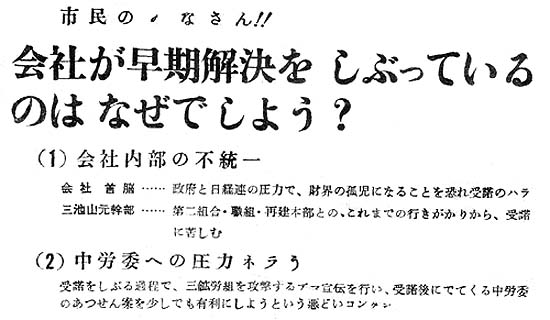 市民の なさん!!
会社が早期解決を しぶっている
のは なぜでしよう？
(1) 会社内部の不統一
会社首脳 …… 政府と日経連の圧力で、財界の孤児になることを恐れ受諾のハラ
三池山元幹部 …… 第二組合・職組・再建本部との、これまでの行きがかりから、受諾
に苦しむ
(2) 中労委への圧力ネラう
受諾をしぶる過程で、三鉱労組を攻撃するデマ宣伝を行い、受諾後にでてくる中労委
のあつせん案を少しでも有利にしようという悪どいコンタン